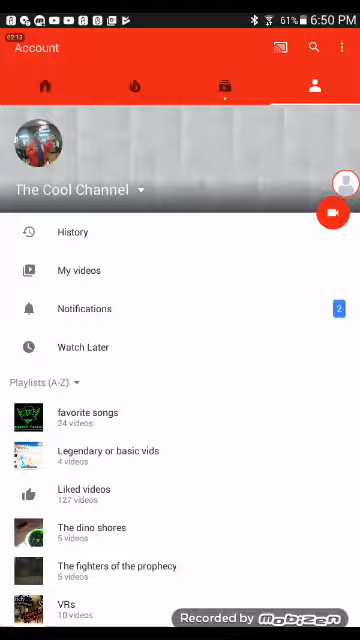 61% 6:50 PM
02:13
Account
The Cool Channel
History
My videos
Notifications
2
Watch Later
Playlists (A-Z)
favorite songs
24 videos
Legendary or basic vids
4 videos
Liked videos
127 videos
The dino shores
5 videos
The fighters of the prophecy
5 videos
VRs
10 videos
Recorded by Mobizen